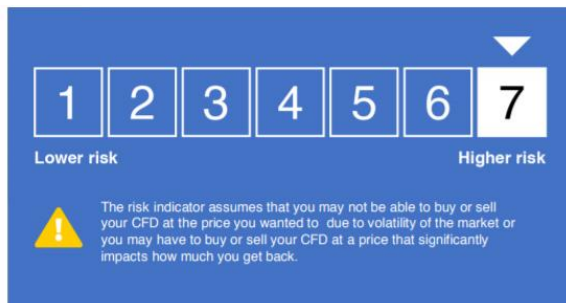 1 2 3 4 5 6 7
Lower risk Higher risk
The risk indicator assumes that you may not be able to buy or sell
your CFD at the price you wanted to due to volatility of the market or
you may have to buy or sell your CFD at a price that significantly
impacts how much you get back.